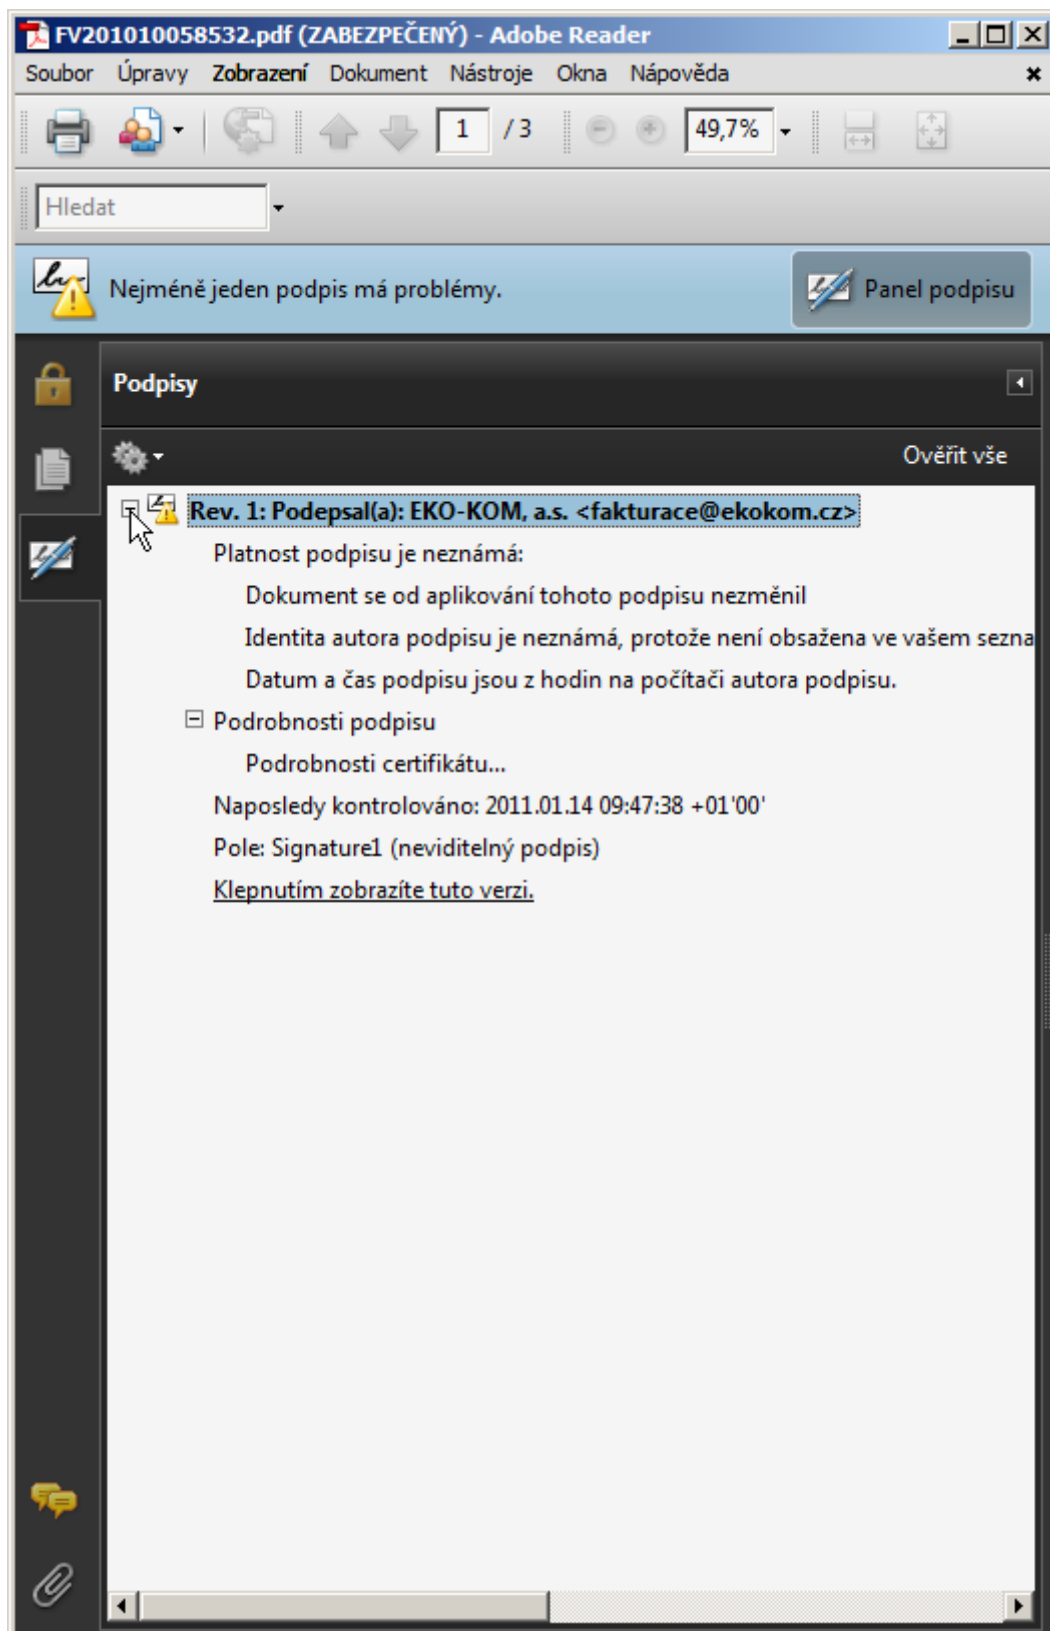 FV201010058532.pdf (ZABEZPEČENÝ) - Adobe Reader
Soubor Úpravy Zobrazení Dokument Nástroje Okna Nápověda
1 / 3 49,7%
Hledat
Nejméně jeden podpis má problémy. Panel podpisu
Podpisy
Ověřit vše
Rev. 1: Podepsal(a): EKO-KOM, a.s. <fakturace@ekokom.cz>
Platnost podpisu je neznámá:
Dokument se od aplikování tohoto podpisu nezměnil
Identita autora podpisu je neznámá, protože není obsažena ve vašem sezna
Datum a čas podpisu jsou z hodin na počítači autora podpisu.
Podrobnosti podpisu
Podrobnosti certifikátu...
Naposledy kontrolováno: 2011.01.14 09:47:38 +01'00'
Pole: Signature1 (neviditelný podpis)
Klepnutím zobrazíte tuto verzi.